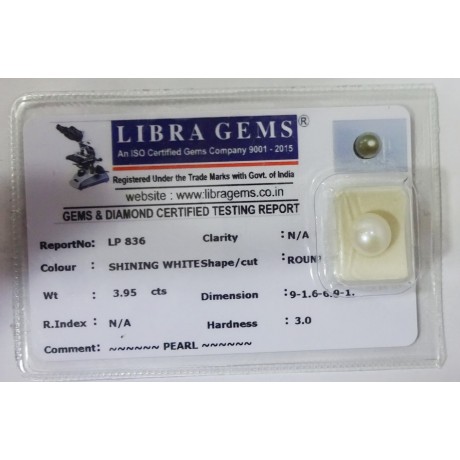 LIBRA GEMS ®
An ISO Certified Gems Company 9001 - 2015
Registered Under the Trade Marks with Govt. of India
website : www.libragems.co.in
GEMS & DIAMOND CERTIFIED TESTING REPORT
ReportNo: LP 836 Clarity : N/A
Colour : SHINING WHITE Shape/cut : ROUN
Wt : 3.95 cts Dimension : 9-1.6-6.9-1.
R.Index : N/A Hardness : 3.0
Comment: ~~~~~~ PEARL ~~~~~~